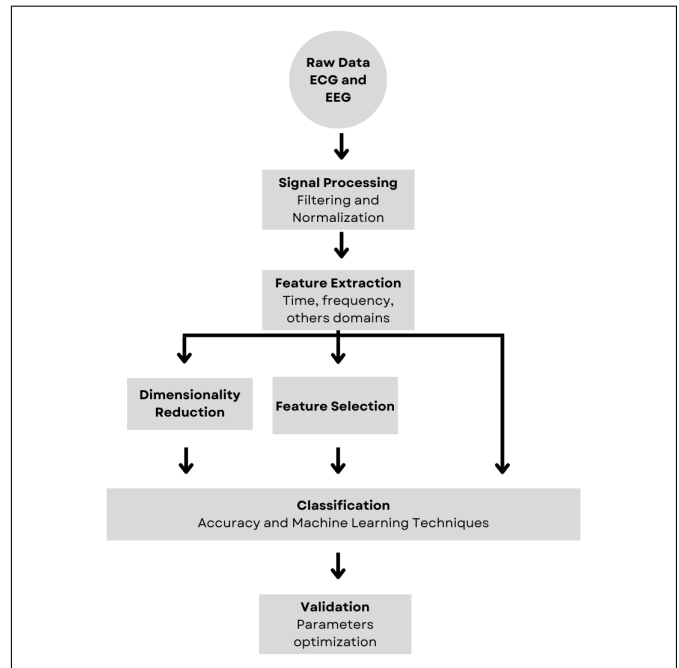 Raw Data
ECG and
EEG
Signal Processing
Filtering and
Normalization
Feature Extraction
Time, frequency,
others domains
Dimensionality
Reduction
Feature Selection
Classification
Accuracy and Machine Learning Techniques
Validation
Parameters
optimization